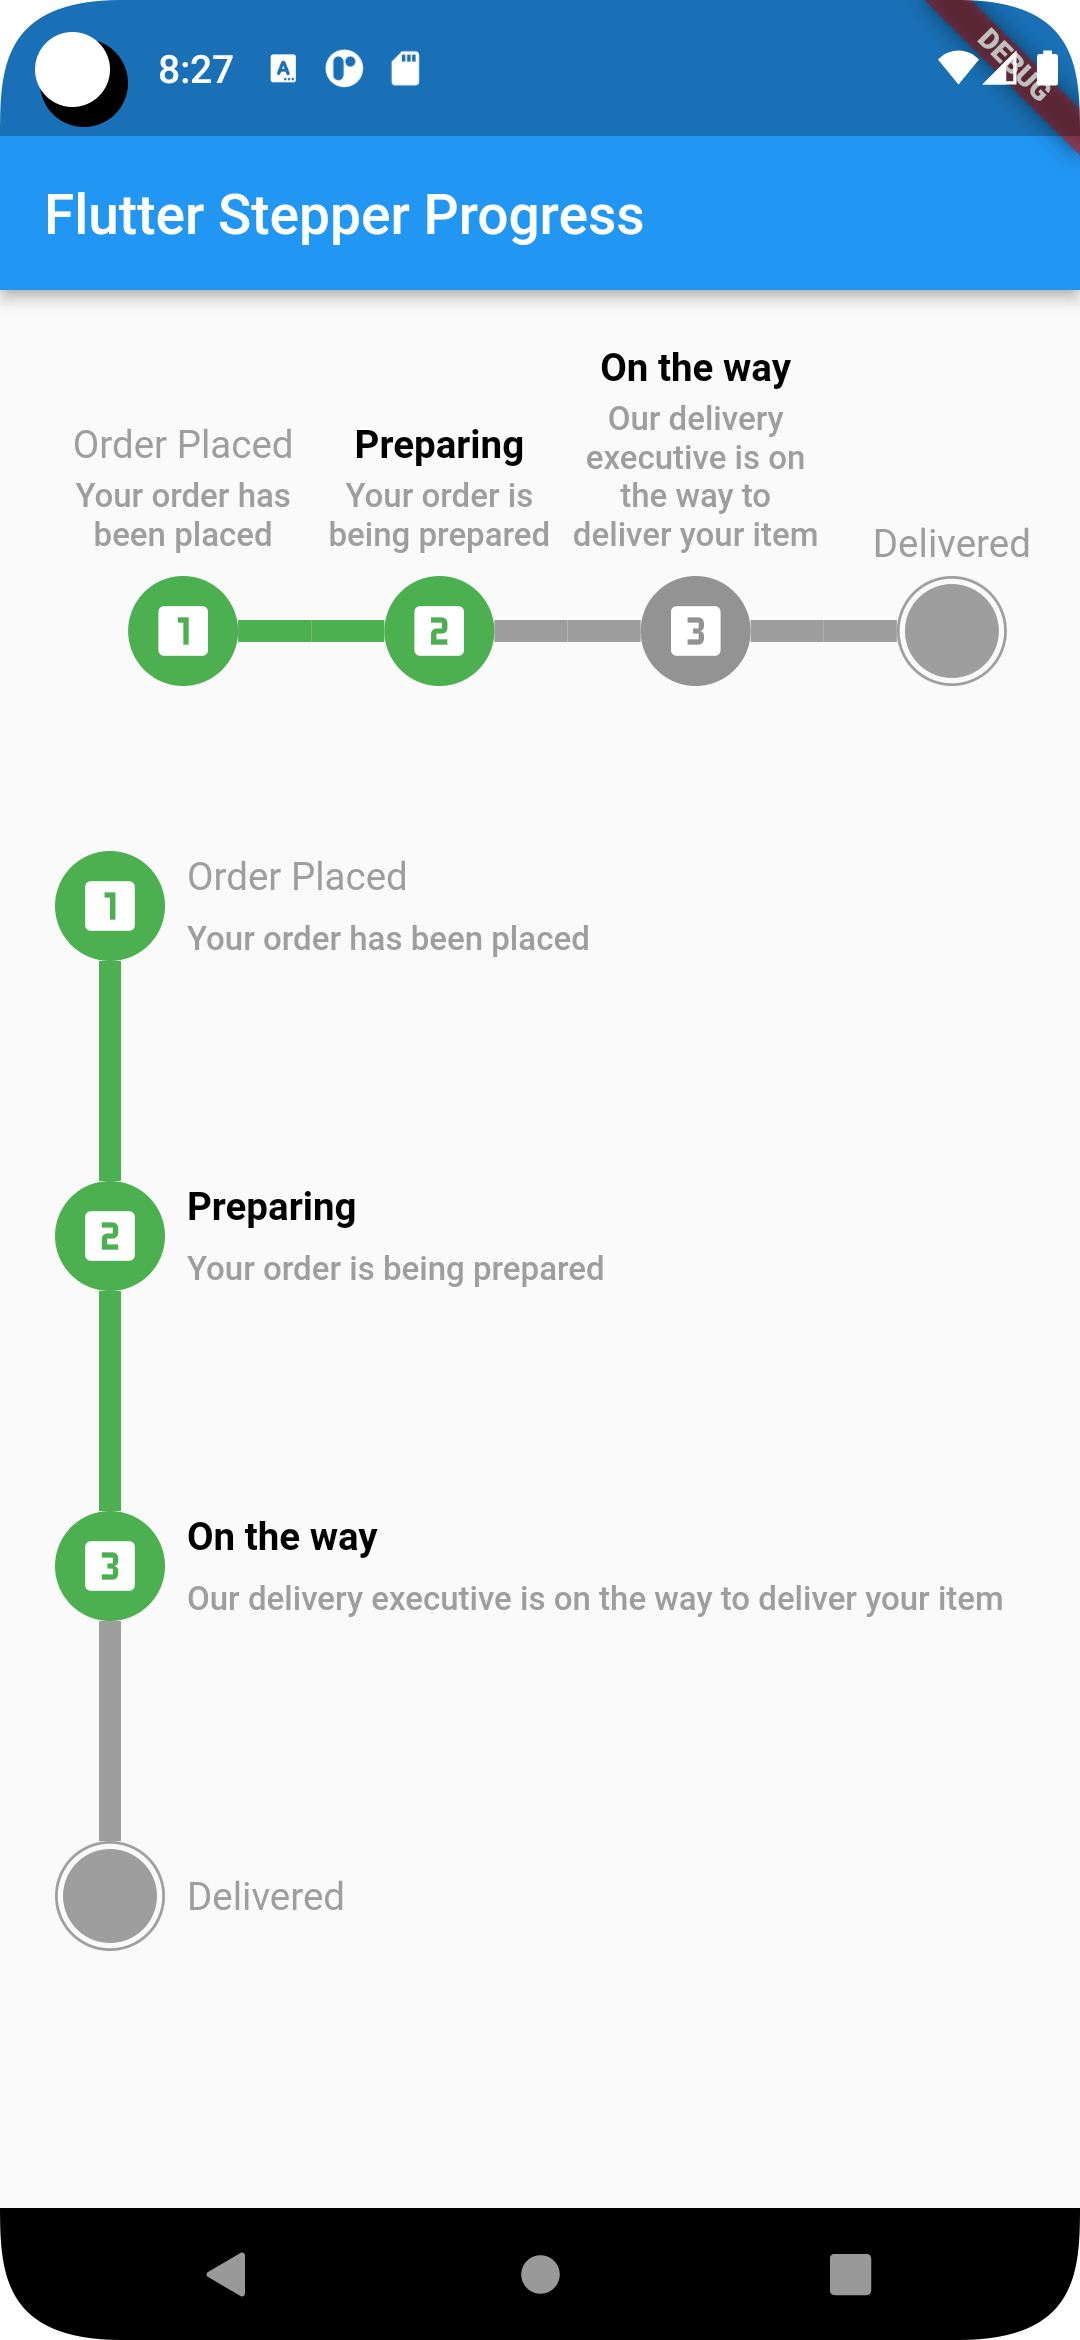 8:27
DEBUG
Flutter Stepper Progress
Order Placed
Your order has
been placed
Preparing
Your order is
being prepared
On the way
Our delivery
executive is on
the way to
deliver your item
Delivered
1
2
3
1
Order Placed
Your order has been placed
2
Preparing
Your order is being prepared
3
On the way
Our delivery executive is on the way to deliver your item
Delivered